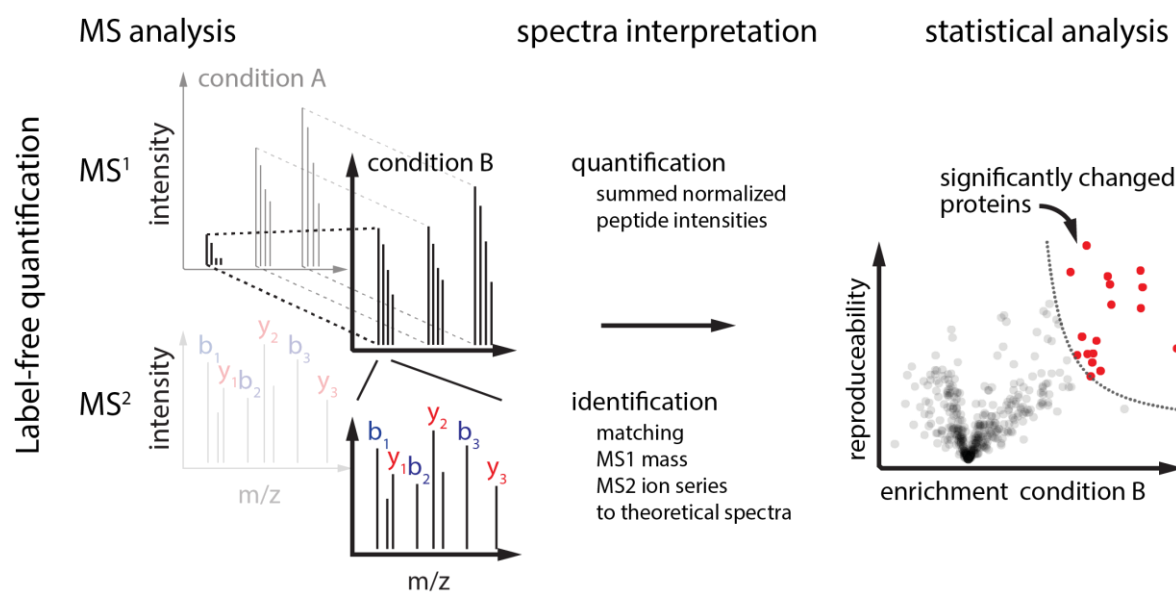 MS analysis
spectra interpretation
statistical analysis
Label-free quantification
MS1
intensity
condition A
condition B
quantification
summed normalized
peptide intensities
significantly changed
proteins
MS2
intensity
b1
y1
b2
y2
b3
y3
m/z
b1
y1
b2
y2
b3
y3
m/z
identification
matching
MS1 mass
MS2 ion series
to theoretical spectra
reproduceability
enrichment condition B